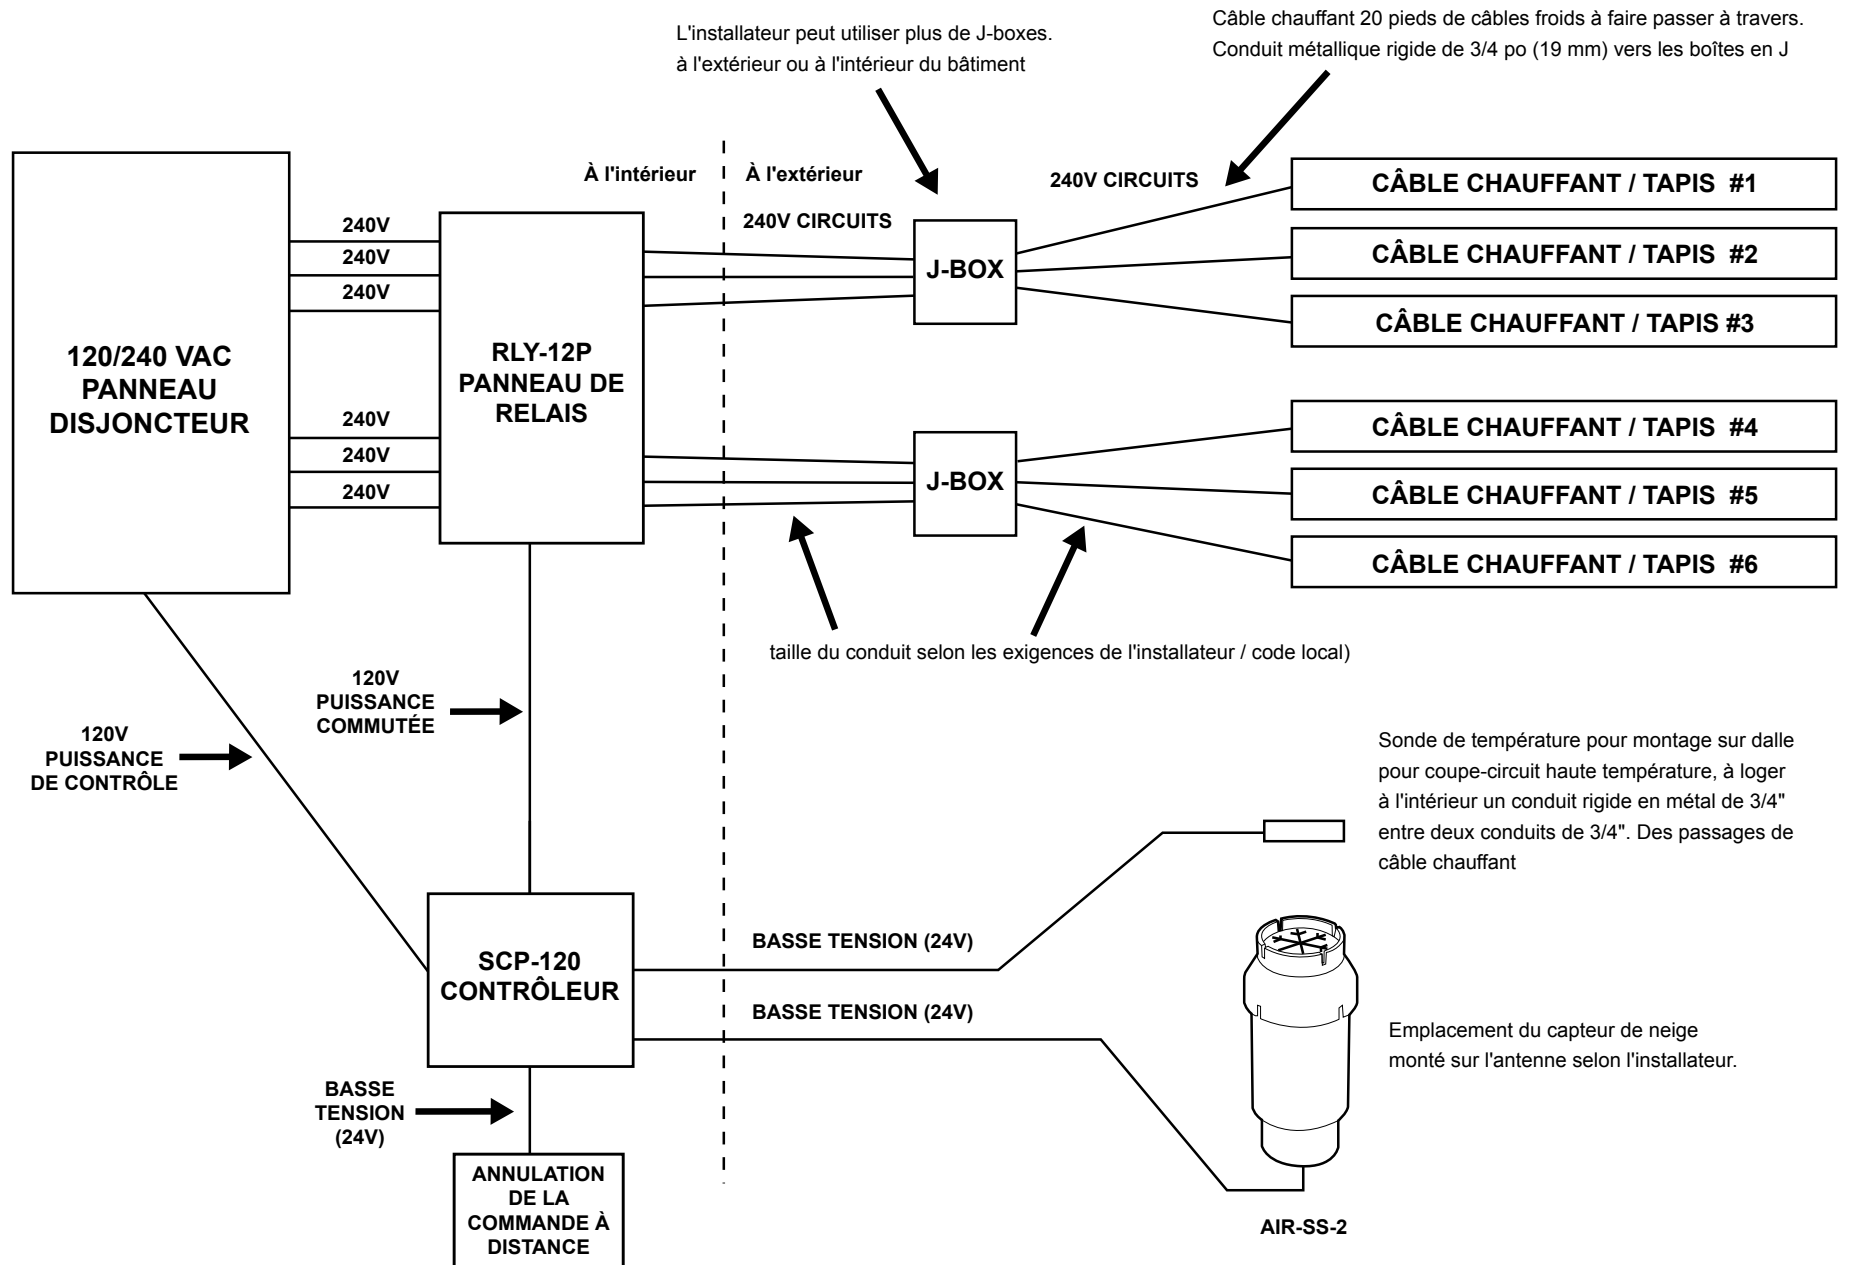 L'installateur peut utiliser plus de J-boxes.
à l'extérieur ou à l'intérieur du bâtiment
Câble chauffant 20 pieds de câbles froids à faire passer à travers.
Conduit métallique rigide de 3/4 po (19 mm) vers les boîtes en J
À l'intérieur
À l'extérieur
240V CIRCUITS
240V CIRCUITS
240V
240V
240V
120/240 VAC
PANNEAU
DISJONCTEUR
240V
240V
240V
RLY-12P
PANNEAU DE
RELAIS
J-BOX
J-BOX
CÂBLE CHAUFFANT / TAPIS #1
CÂBLE CHAUFFANT / TAPIS #2
CÂBLE CHAUFFANT / TAPIS #3
CÂBLE CHAUFFANT / TAPIS #4
CÂBLE CHAUFFANT / TAPIS #5
CÂBLE CHAUFFANT / TAPIS #6
taille du conduit selon les exigences de l'installateur / code local)
120V
PUISSANCE
COMMUTÉE
120V
PUISSANCE
DE CONTRÔLE
Sonde de température pour montage sur dalle
pour coupe-circuit haute température, à loger
à l'intérieur un conduit rigide en métal de 3/4"
entre deux conduits de 3/4". Des passages de
câble chauffant
SCP-120
CONTRÔLEUR
BASSE TENSION (24V)
BASSE TENSION (24V)
Emplacement du capteur de neige
monté sur l'antenne selon l'installateur.
BASSE
TENSION
(24V)
ANNULATION
DE LA
COMMANDE À
DISTANCE
AIR-SS-2